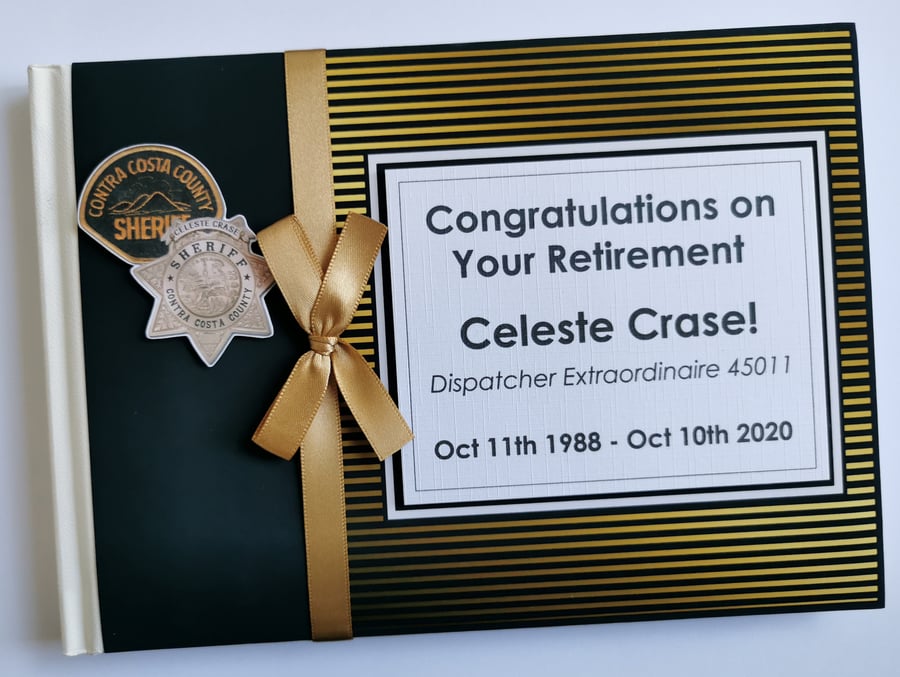 CONTRA COSTA COUNTY
SHERIFF
CELESTE CRASE
SHERIFF
CONTRA COSTA COUNTY
Congratulations on
Your Retirement
Celeste Crase!
Dispatcher Extraordinaire 45011
Oct 11th 1988 - Oct 10th 2020